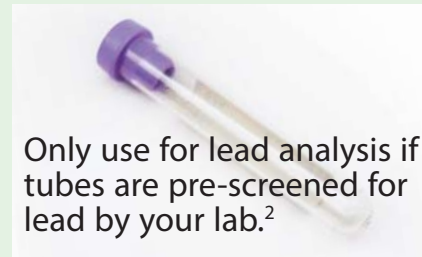 Only use for lead analysis if
tubes are pre-screened for
lead by your lab.²